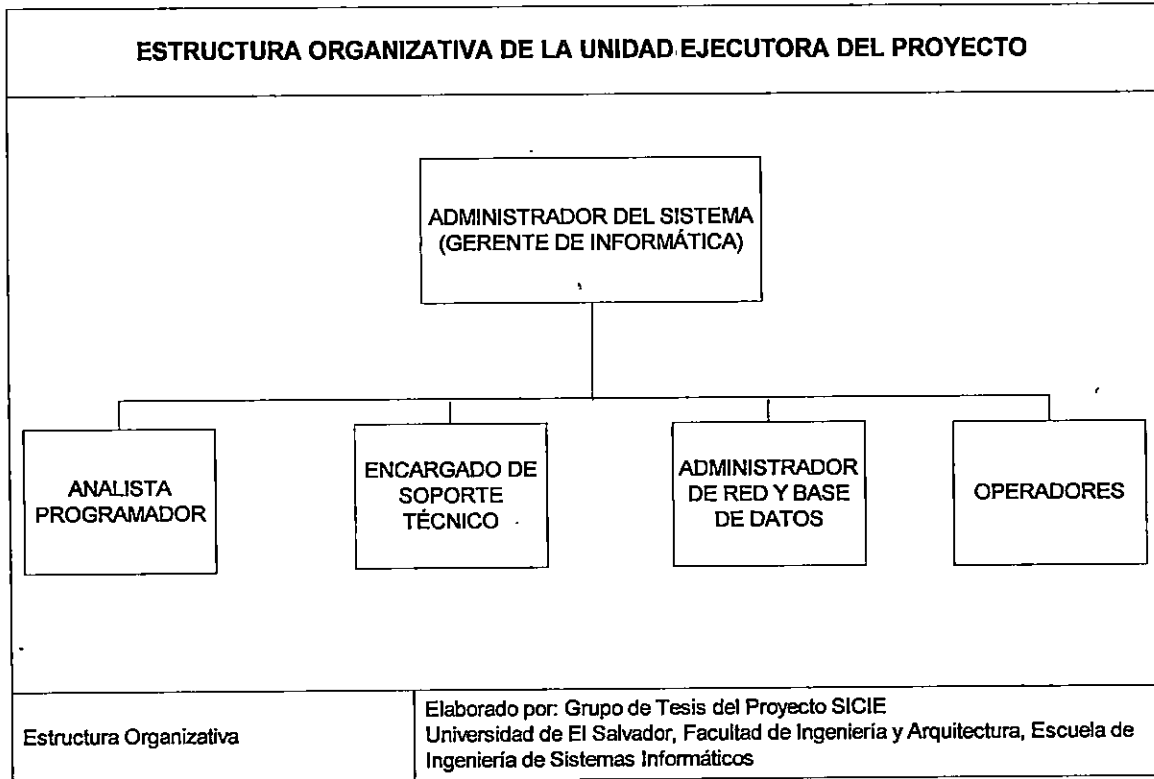 ESTRUCTURA ORGANIZATIVA DE LA UNIDAD EJECUTORA DEL PROYECTO
ADMINISTRADOR DEL SISTEMA
(GERENTE DE INFORMÁTICA)
ANALISTA
PROGRAMADOR
ENCARGADO DE
SOPORTE
TÉCNICO
ADMINISTRADOR
DE RED Y BASE
DE DATOS
OPERADORES
Estructura Organizativa
Elaborado por: Grupo de Tesis del Proyecto SICIE
Universidad de El Salvador, Facultad de Ingeniería y Arquitectura, Escuela de
Ingeniería de Sistemas Informáticos